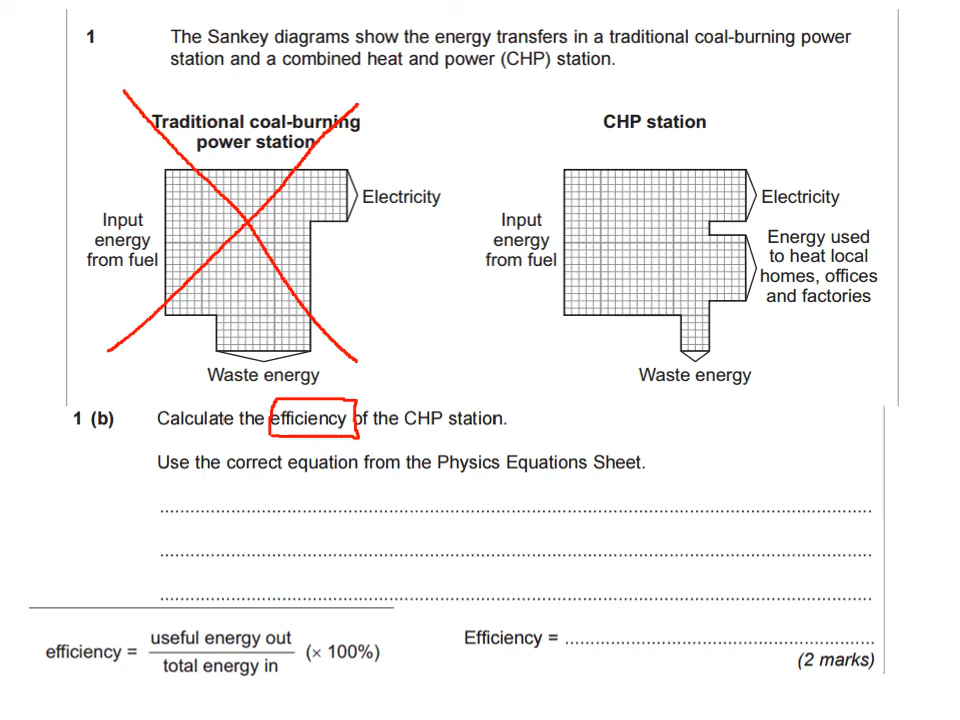 1 The Sankey diagrams show the energy transfers in a traditional coal-burning power
station and a combined heat and power (CHP) station.
Traditional coal-burning
power station
CHP station
Electricity
Input
energy
from fuel
Waste energy
Electricity
Input
energy
from fuel
Energy used
to heat local
homes, offices
and factories
Waste energy
1 (b) Calculate the efficiency of the CHP station.
Use the correct equation from the Physics Equations Sheet.
efficiency = useful energy out / total energy in (× 100%)
Efficiency = ..............................................................
(2 marks)